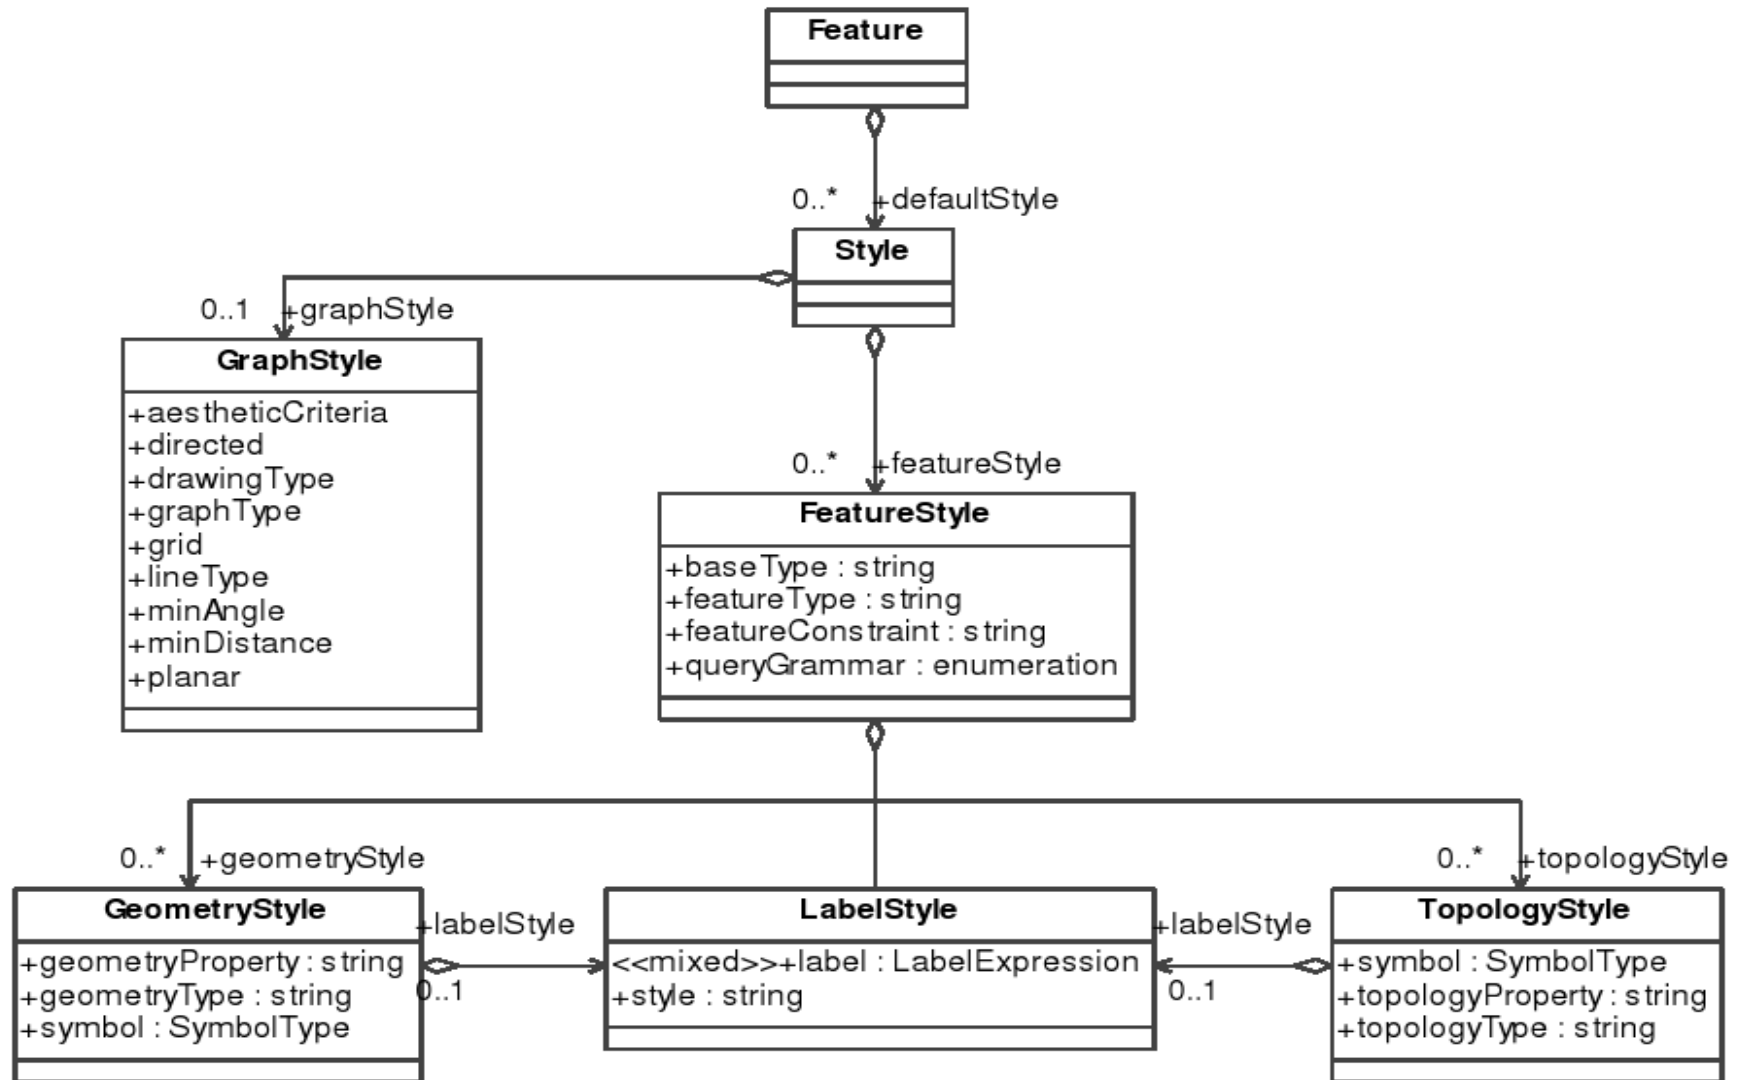 Feature
0..* +defaultStyle
Style
0..1 +graphStyle
GraphStyle
+aestheticCriteria
+directed
+drawingType
+graphType
+grid
+lineType
+minAngle
+minDistance
+planar
0..* +featureStyle
FeatureStyle
+baseType : string
+featureType : string
+featureConstraint : string
+queryGrammar : enumeration
0..* +geometryStyle
0..* +topologyStyle
GeometryStyle
+geometryProperty : string
+geometryType : string
+symbol : SymbolType
+labelStyle
0..1
LabelStyle
<<mixed>>+label : LabelExpression
+style : string
+labelStyle
0..1
TopologyStyle
+symbol : SymbolType
+topologyProperty : string
+topologyType : string